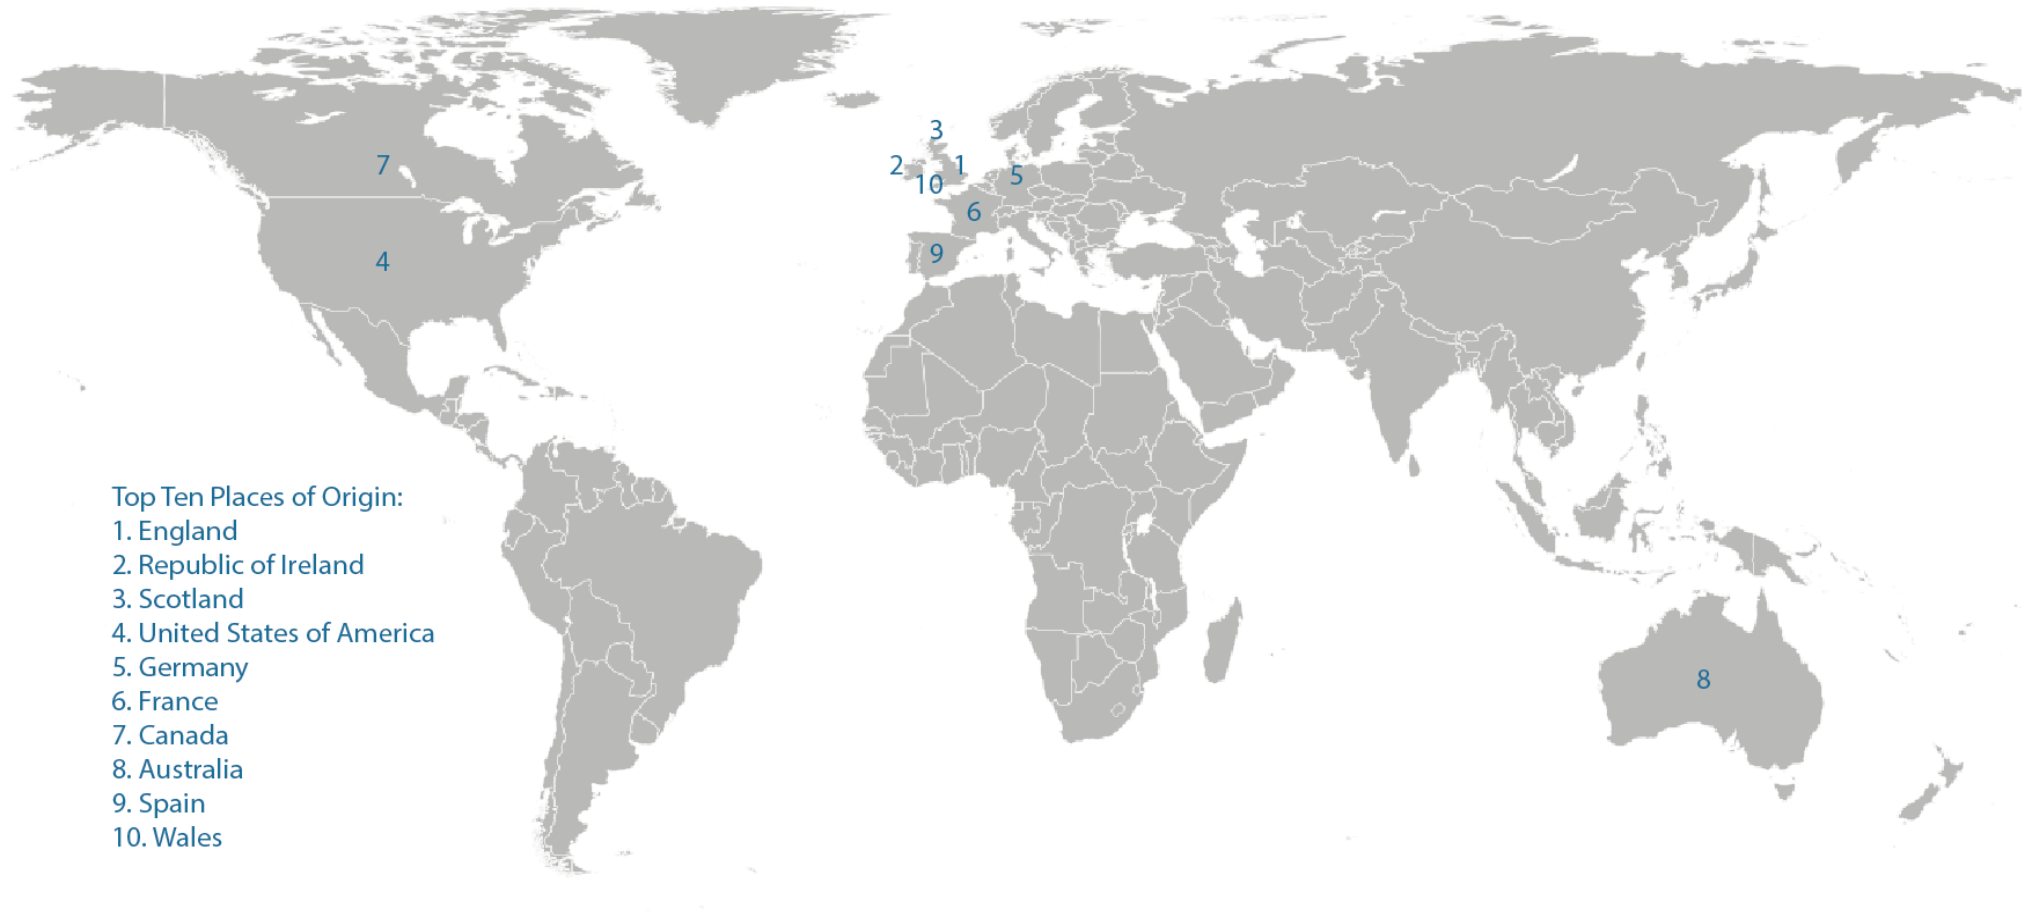 3
7
2
1
10
5
6
9
4
8
Top Ten Places of Origin:
1. England
2. Republic of Ireland
3. Scotland
4. United States of America
5. Germany
6. France
7. Canada
8. Australia
9. Spain
10. Wales